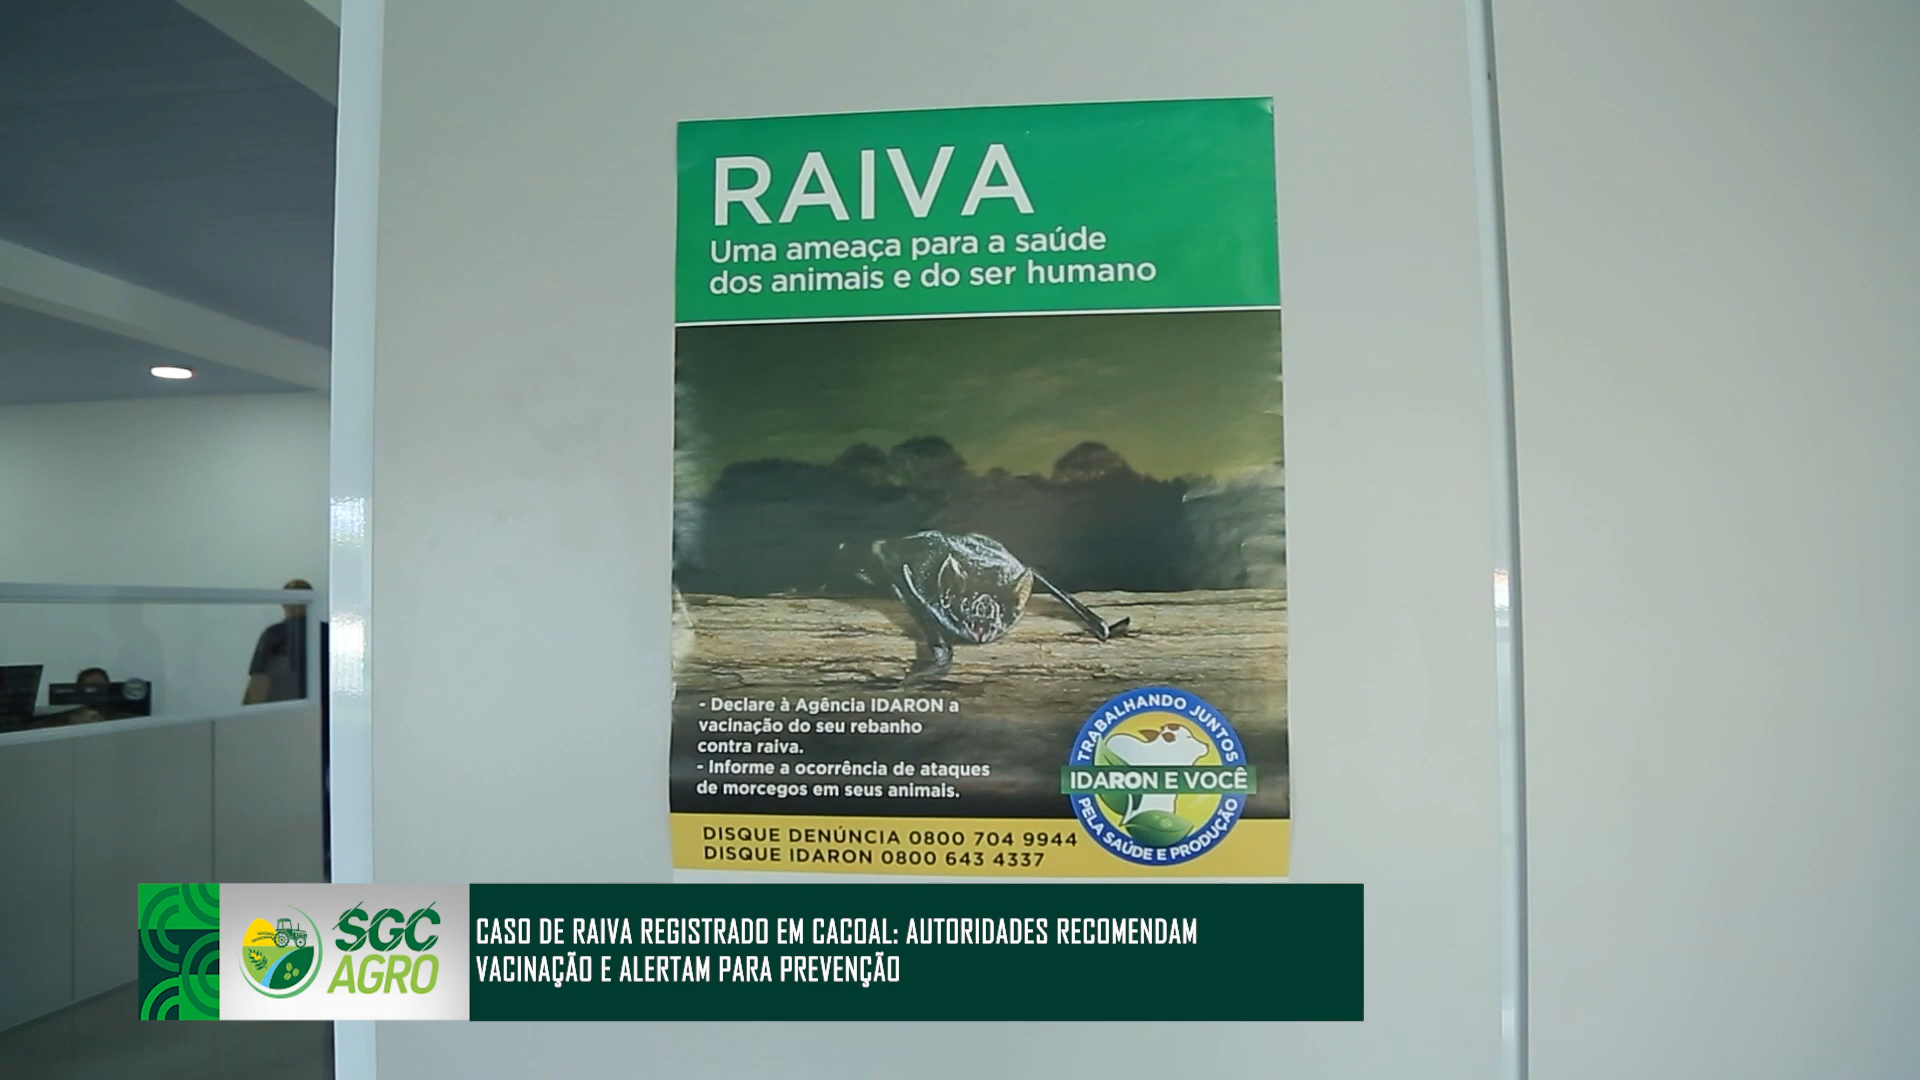 RAIVA
Uma ameaça para a saúde
dos animais e do ser humano
- Declare à Agência IDARON a
vacinação do seu rebanho
contra raiva.
- Informe a ocorrência de ataques
de morcegos em seus animais.
TRABALHANDO JUNTOS
IDARON E VOCÊ
PELA SAÚDE E PRODUÇÃO
DISQUE DENÚNCIA 0800 704 9944
DISQUE IDARON 0800 643 4337
SGC
AGRO
CASO DE RAIVA REGISTRADO EM CACOAL: AUTORIDADES RECOMENDAM
VACINAÇÃO E ALERTAM PARA PREVENÇÃO